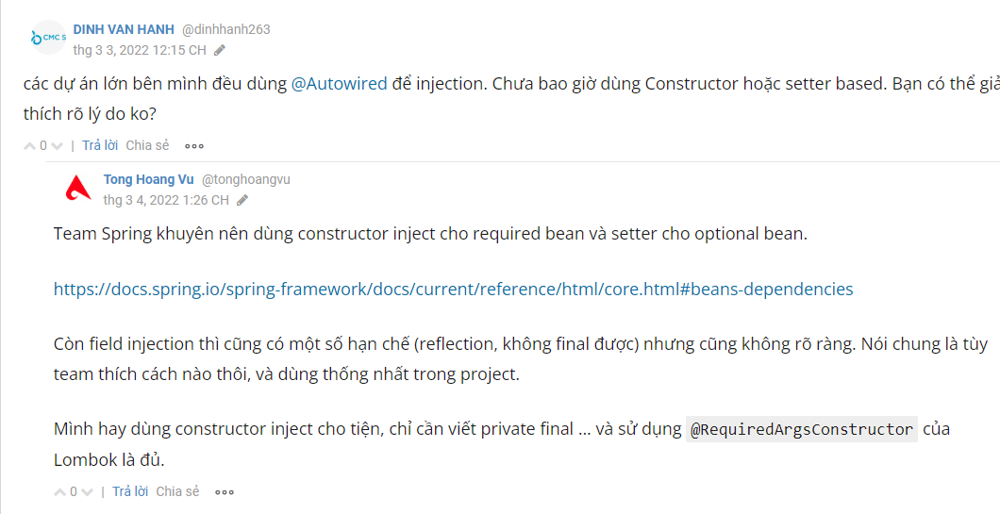 CMC S
DINH VAN HANH @dinhhanh263
thg 3 3, 2022 12:15 CH
các dự án lớn bên mình đều dùng @Autowired để injection. Chưa bao giờ dùng Constructor hoặc setter based. Bạn có thể
thích rõ lý do ko?
0 | Trả lời Chia sẻ
Tong Hoang Vu @tonghoangvu
thg 3 4, 2022 1:26 CH
Team Spring khuyên nên dùng constructor inject cho required bean và setter cho optional bean.
https://docs.spring.io/spring-framework/docs/current/reference/html/core.html#beans-dependencies
Còn field injection thì cũng có một số hạn chế (reflection, không final được) nhưng cũng không rõ ràng. Nói chung là tùy
team thích cách nào thôi, và dùng thống nhất trong project.
Mình hay dùng constructor inject cho tiện, chỉ cần viết private final ... và sử dụng @RequiredArgsConstructor của
Lombok là đủ.
0 | Trả lời Chia sẻ